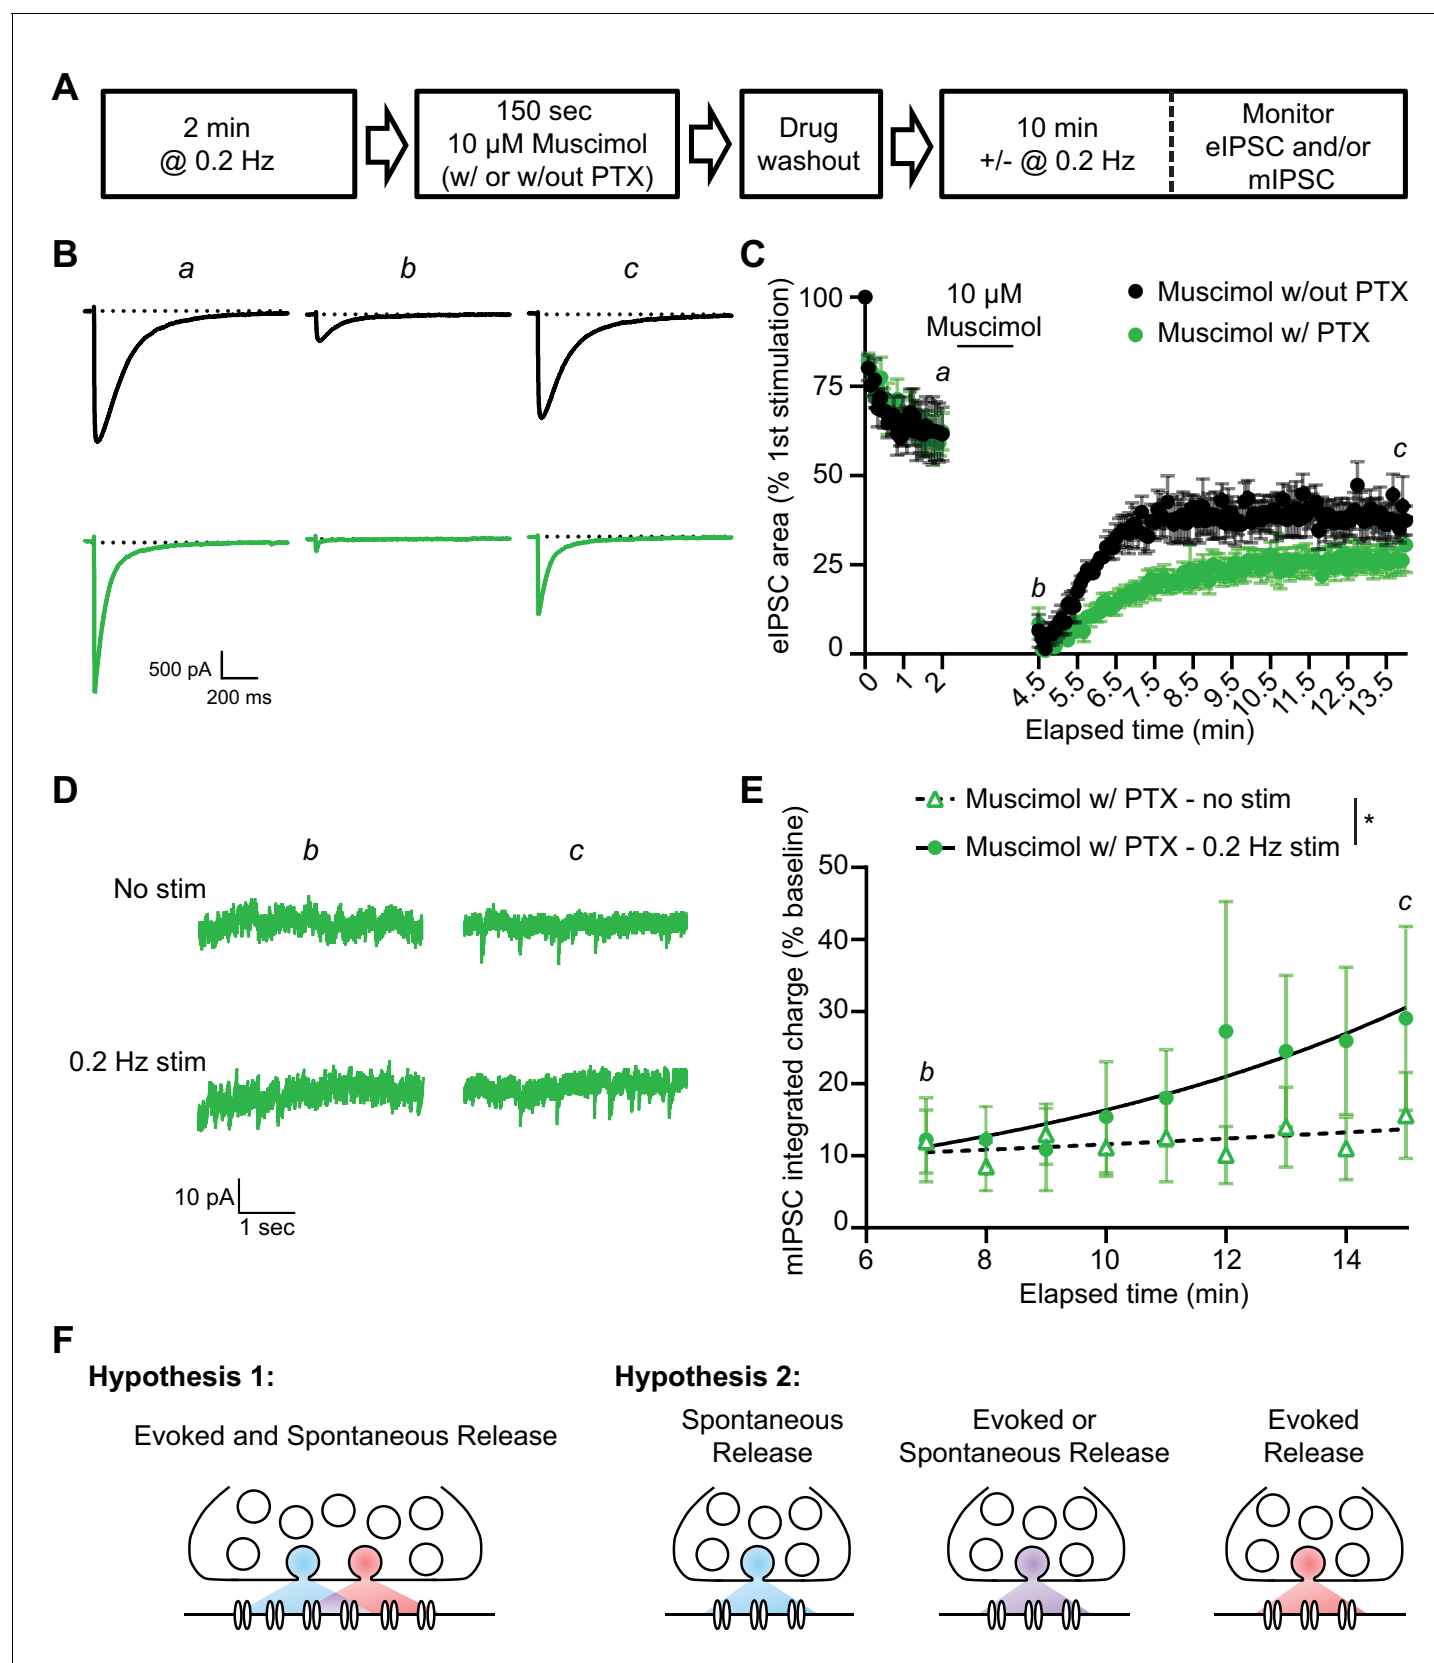 A
2 min
@ 0.2 Hz
150 sec
10 µM Muscimol
(w/ or w/out PTX)
Drug
washout
10 min
+/- @ 0.2 Hz
Monitor
eIPSC and/or
mIPSC
B
a
b
c
500 pA
200 ms
C
eIPSC area (% 1st stimulation)
100
75
50
25
0
10 µM
Muscimol
Muscimol w/out PTX
Muscimol w/ PTX
a
b
c
0
1
2
4.5
5.5
6.5
7.5
8.5
9.5
10.5
11.5
12.5
13.5
Elapsed time (min)
D
b
c
No stim
0.2 Hz stim
10 pA
1 sec
E
Muscimol w/ PTX - no stim
Muscimol w/ PTX - 0.2 Hz stim
*
mIPSC integrated charge (% baseline)
50
40
30
20
10
0
b
c
6
8
10
12
14
Elapsed time (min)
F
Hypothesis 1:
Evoked and Spontaneous Release
Hypothesis 2:
Spontaneous
Release
Evoked or
Spontaneous Release
Evoked
Release